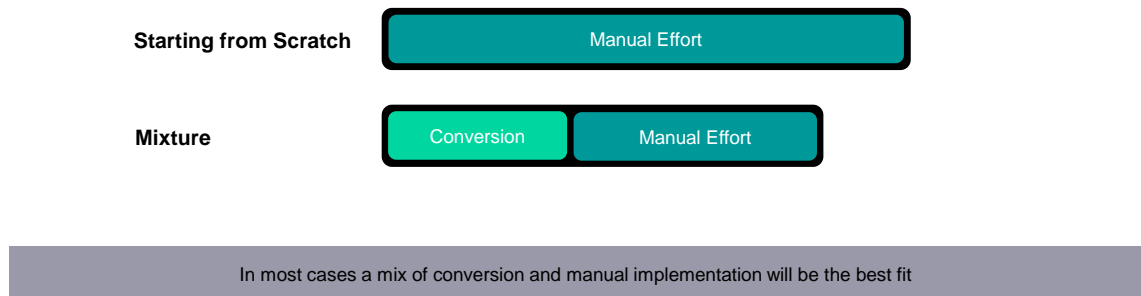 Starting from Scratch
Manual Effort
Mixture
Conversion
Manual Effort
In most cases a mix of conversion and manual implementation will be the best fit